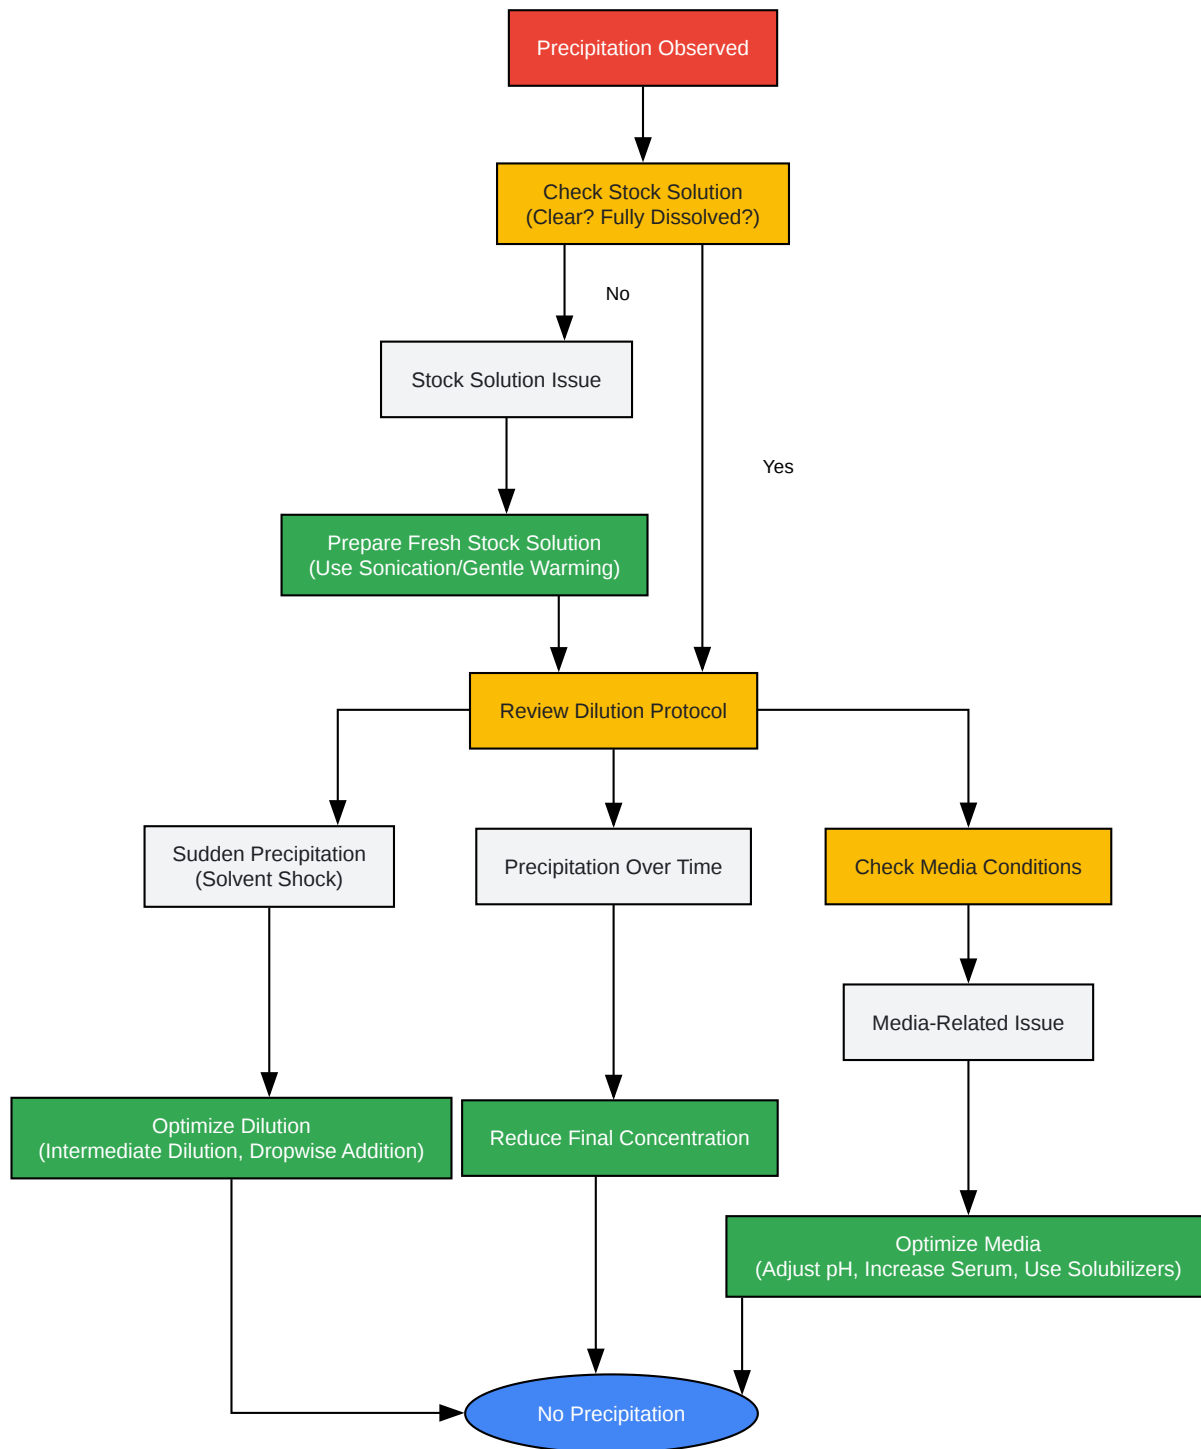 Precipitation Observed
Check Stock Solution
(Clear? Fully Dissolved?)
No
Stock Solution Issue
Yes
Prepare Fresh Stock Solution
(Use Sonication/Gentle Warming)
Review Dilution Protocol
Sudden Precipitation
(Solvent Shock)
Precipitation Over Time
Check Media Conditions
Media-Related Issue
Optimize Dilution
(Intermediate Dilution, Dropwise Addition)
Reduce Final Concentration
Optimize Media
(Adjust pH, Increase Serum, Use Solubilizers)
No Precipitation